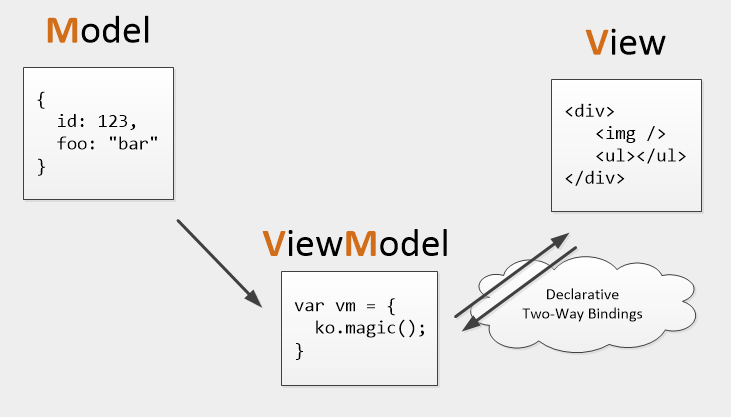 Model
{
  id: 123,
  foo: "bar"
}
View
<div>
   <img />
   <ul></ul>
</div>
ViewModel
var vm = {
  ko.magic();
}
Declarative
Two-Way Bindings